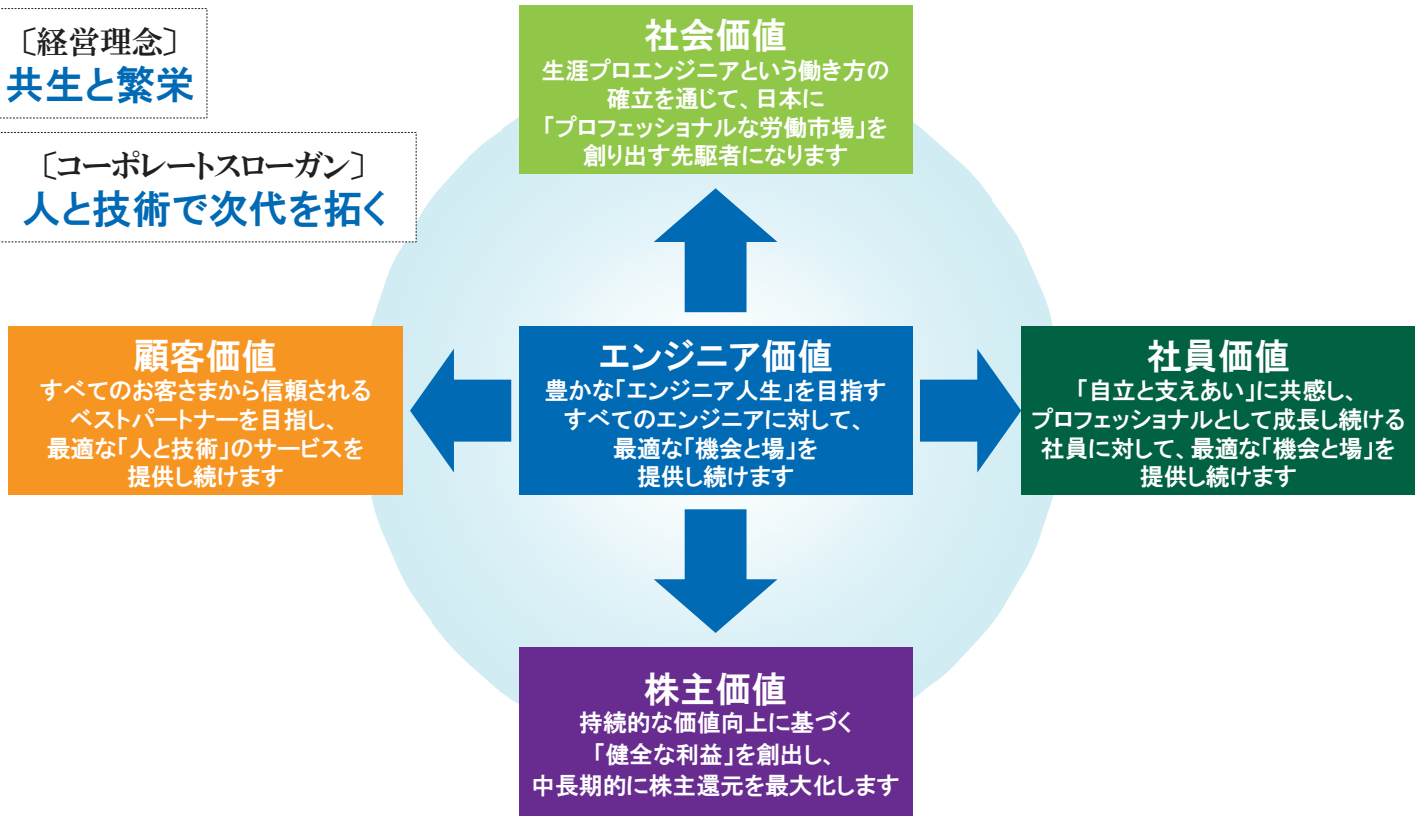 〔経営理念〕
共生と繁栄
〔コーポレートスローガン〕
人と技術で次代を拓く
社会価値
生涯プロエンジニアという働き方の
確立を通じて、日本に
「プロフェッショナルな労働市場」を
創り出す先駆者になります
顧客価値
すべてのお客さまから信頼される
ベストパートナーを目指し、
最適な「人と技術」のサービスを
提供し続けます
エンジニア価値
豊かな「エンジニア人生」を目指す
すべてのエンジニアに対して、
最適な「機会と場」を
提供し続けます
社員価値
「自立と支えあい」に共感し、
プロフェッショナルとして成長し続ける
社員に対して、最適な「機会と場」を
提供し続けます
株主価値
持続的な価値向上に基づく
「健全な利益」を創出し、
中長期的に株主還元を最大化します